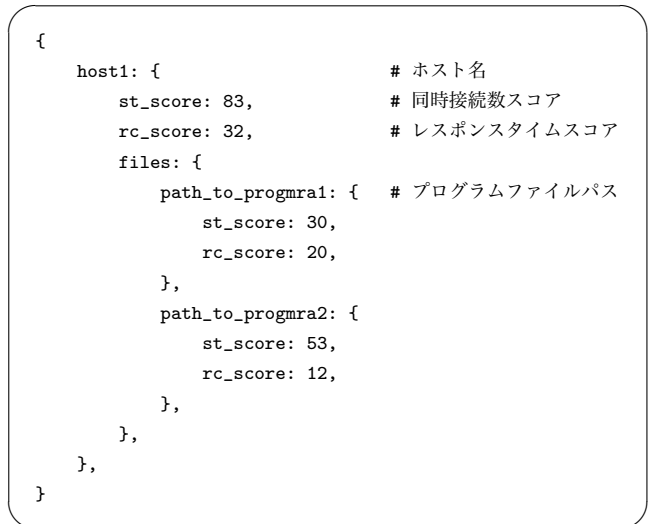 {
    host1: {                      # ホスト名
        st_score: 83,             # 同時接続数スコア
        rc_score: 32,             # レスポンスタイムスコア
        files: {
            path_to_progmra1: {   # プログラムファイルパス
                st_score: 30,
                rc_score: 20,
            },
            path_to_progmra2: {
                st_score: 53,
                rc_score: 12,
            },
        },
    },
}